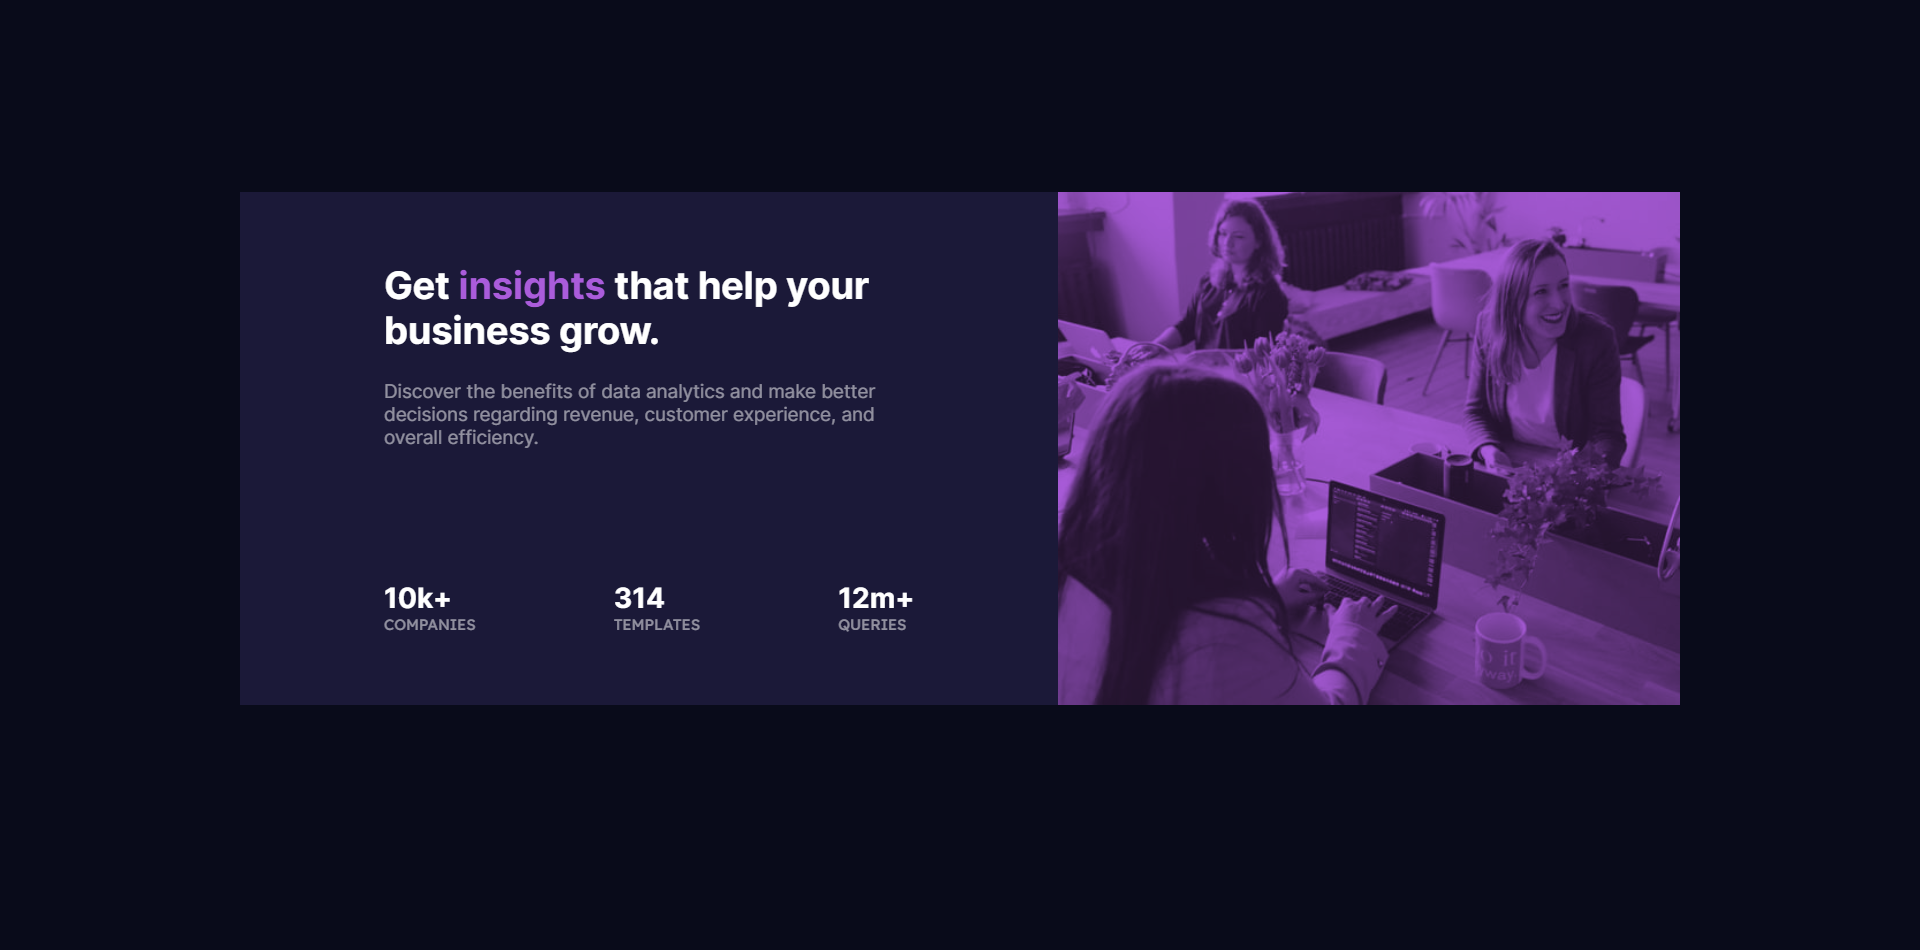 Get insights that help your
business grow.
Discover the benefits of data analytics and make better
decisions regarding revenue, customer experience, and
overall efficiency.
10k+
314
12m+
COMPANIES
TEMPLATES
QUERIES
it